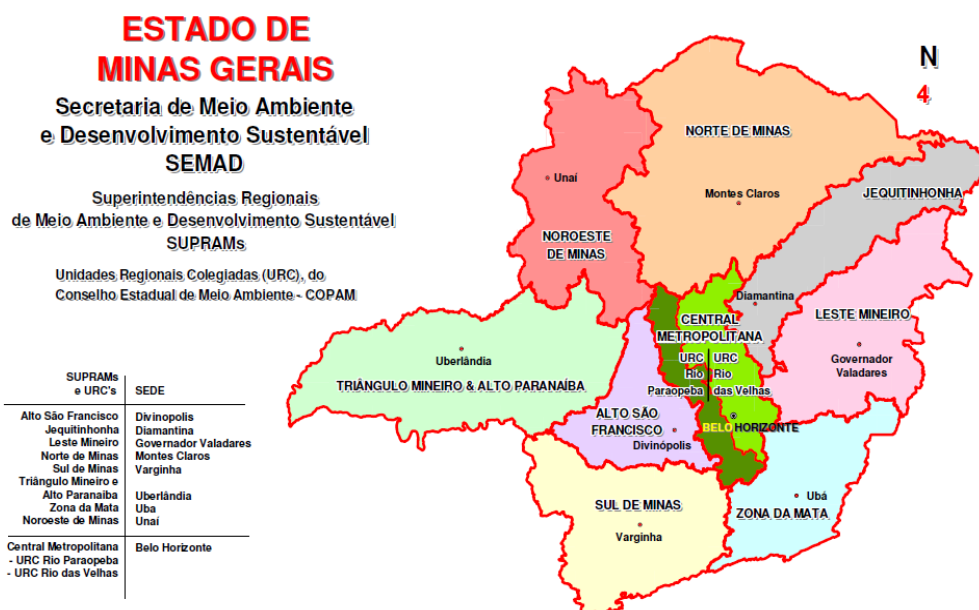 ESTADO DE
MINAS GERAIS
Secretaria de Meio Ambiente
e Desenvolvimento Sustentável
SEMAD
Superintendências Regionais
de Meio Ambiente e Desenvolvimento Sustentável
SUPRAMs
Unidades Regionais Colegiadas (URC), do
Conselho Estadual de Meio Ambiente - COPAM
SUPRAMs
e URC's SEDE
Alto São Francisco Divinopolis
Jequitinhonha Diamantina
Leste Mineiro Governador Valadares
Norte de Minas Montes Claros
Sul de Minas Varginha
Triângulo Mineiro e
Alto Paranaiba Uberlândia
Zona da Mata Uba
Noroeste de Minas Unaí
Central Metropolitana Belo Horizonte
- URC Rio Paraopeba
- URC Rio das Velhas
N
4
NORTE DE MINAS
Unaí
Montes Claros
JEQUITINHONHA
NOROESTE
DE MINAS
Diamantina
CENTRAL
METROPOLITANA
LESTE MINEIRO
Uberlândia
TRIÂNGULO MINEIRO & ALTO PARANAÍBA
URC URC
Rio Rio
Paraopeba das Velhas
Governador
Valadares
ALTO SÃO
FRANCISCO
BELO HORIZONTE
Divinópolis
SUL DE MINAS
Varginha
Ubá
ZONA DA MATA